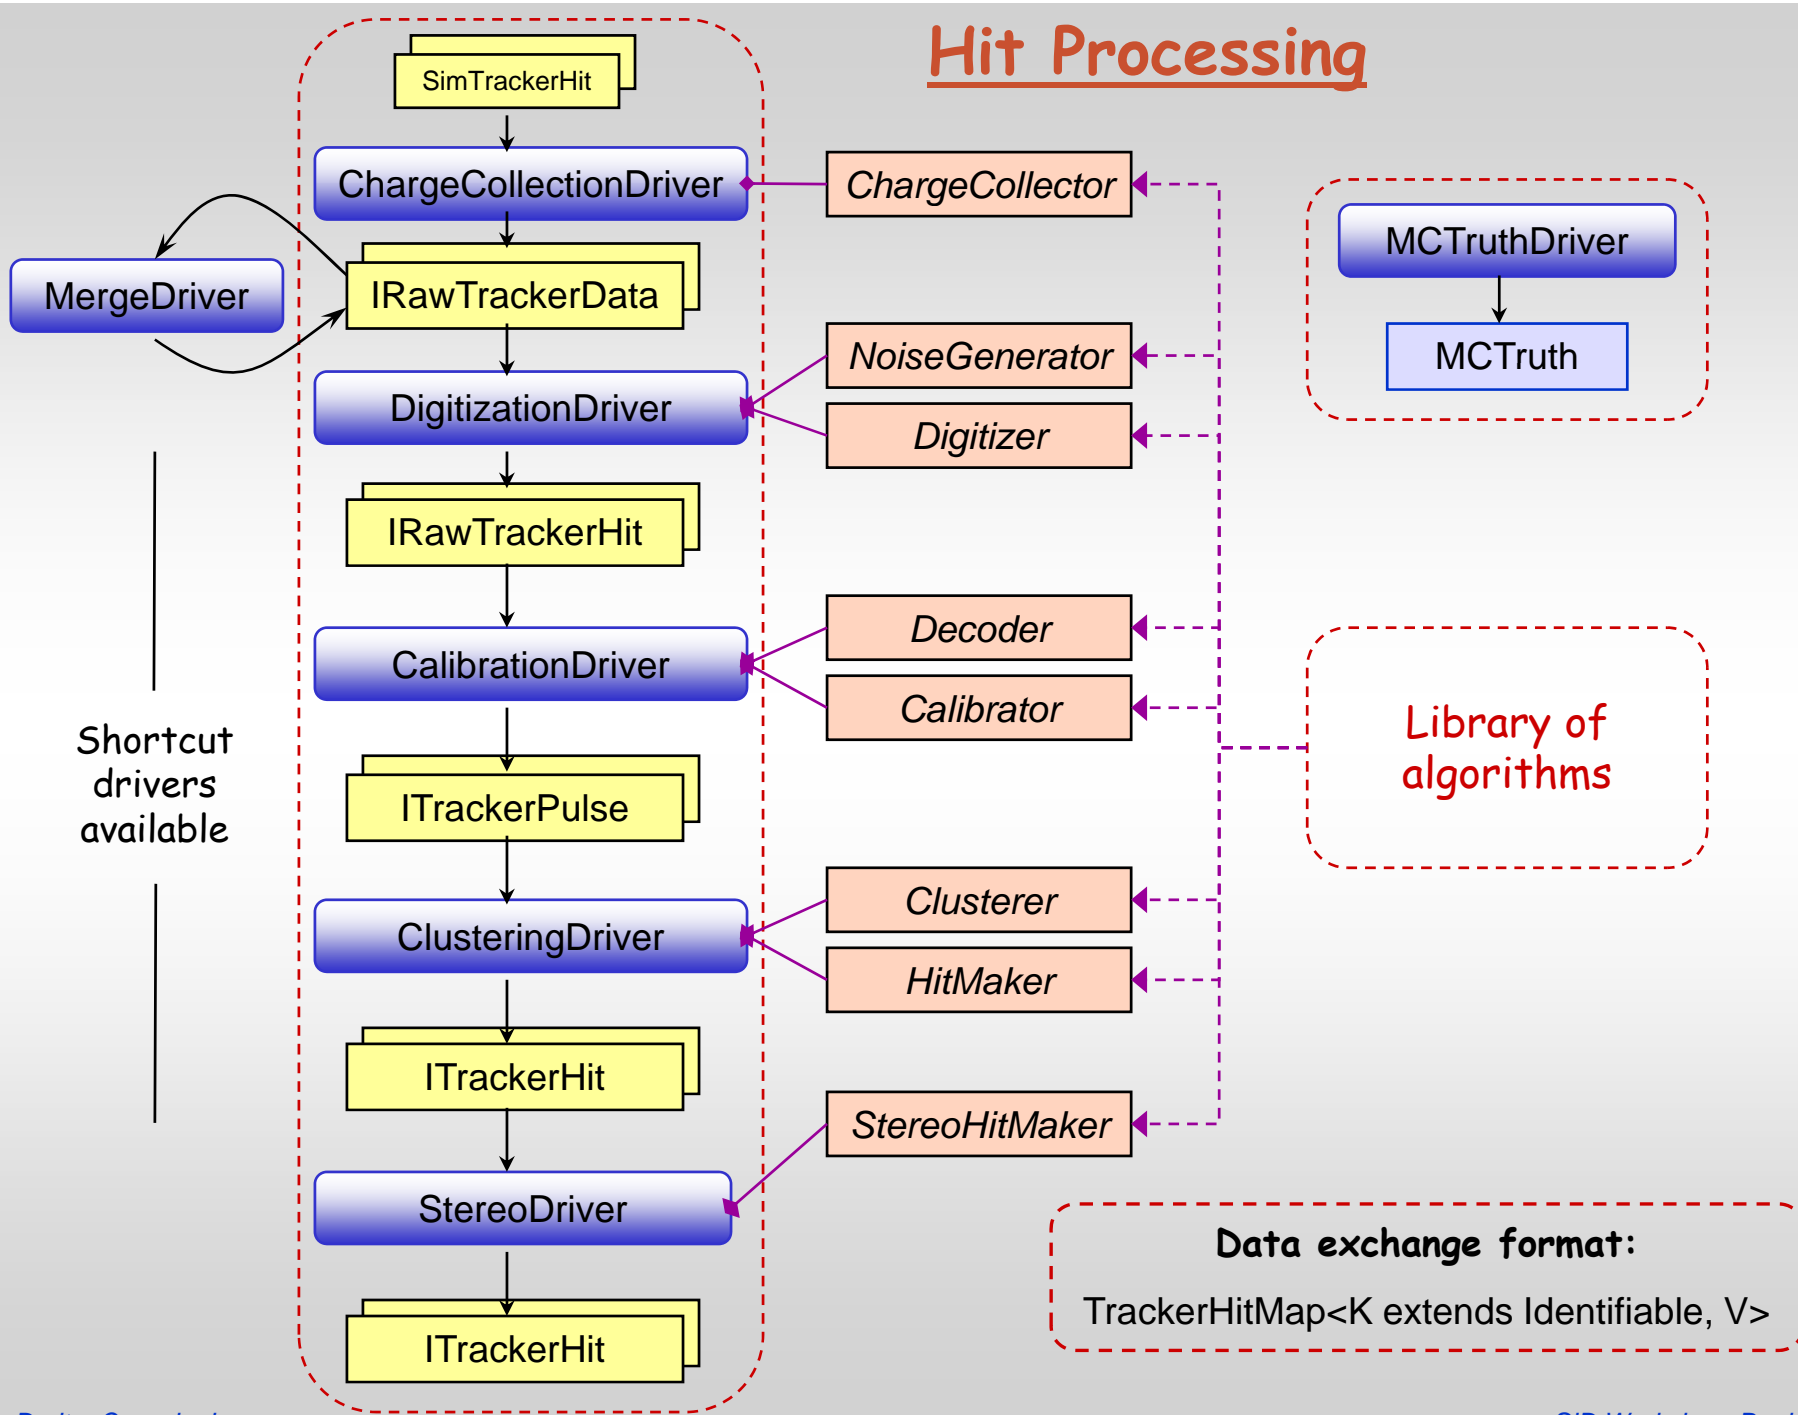 Hit Processing
SimTrackerHit
ChargeCollectionDriver
ChargeCollector
MergeDriver
IRawTrackerData
MCTruthDriver
MCTruth
NoiseGenerator
DigitizationDriver
Digitizer
IRawTrackerHit
Decoder
CalibrationDriver
Calibrator
Shortcut
drivers
available
Library of
algorithms
ITrackerPulse
Clusterer
ClusteringDriver
HitMaker
ITrackerHit
StereoHitMaker
StereoDriver
Data exchange format:
TrackerHitMap<K extends Identifiable, V>
ITrackerHit